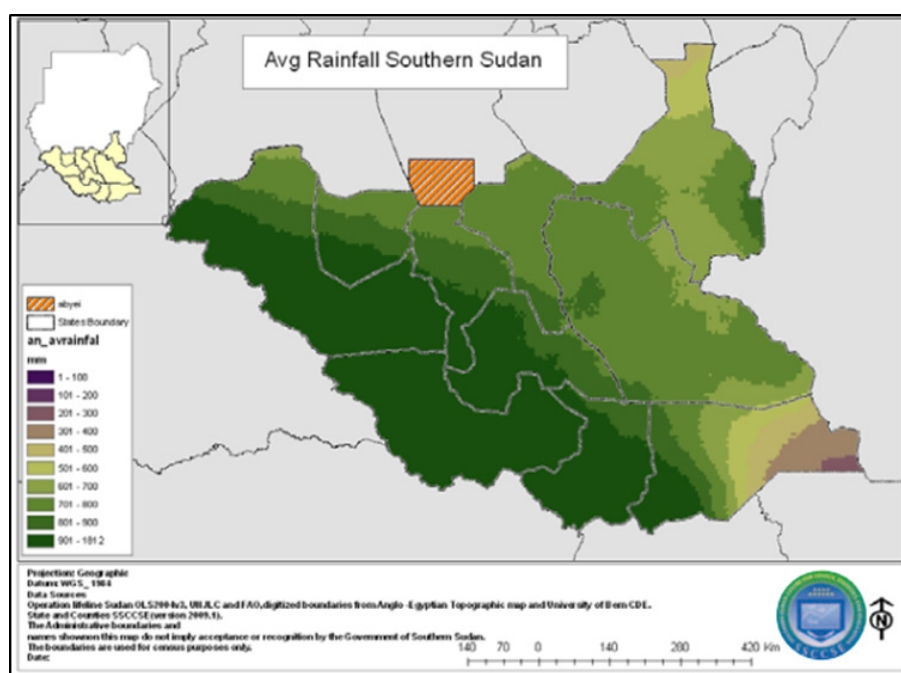 Avg Rainfall Southern Sudan
abyei
States Boundary
an_avrainfal
mm
1 - 100
101 - 200
201 - 300
301 - 400
401 - 500
501 - 600
601 - 700
701 - 800
801 - 900
901 - 1812
Projection: Geographic
Datum: WGS_ 1984
Data Sources
Operation lifeline Sudan OLS2004v3, UNJLC and FAO,digitized boundaries from Anglo -Egyptian Topographic map and University of Bern CDE.
State and Counties SSCCSE(version 2009.1).
The Administrative boundaries and
names shownon this map do not imply acceptance or recognition by the Government of Southern Sudan.
The boundaries are used for census purposes only.
Date:
140 70 0 140 280 420 Km
N
SSCCSE